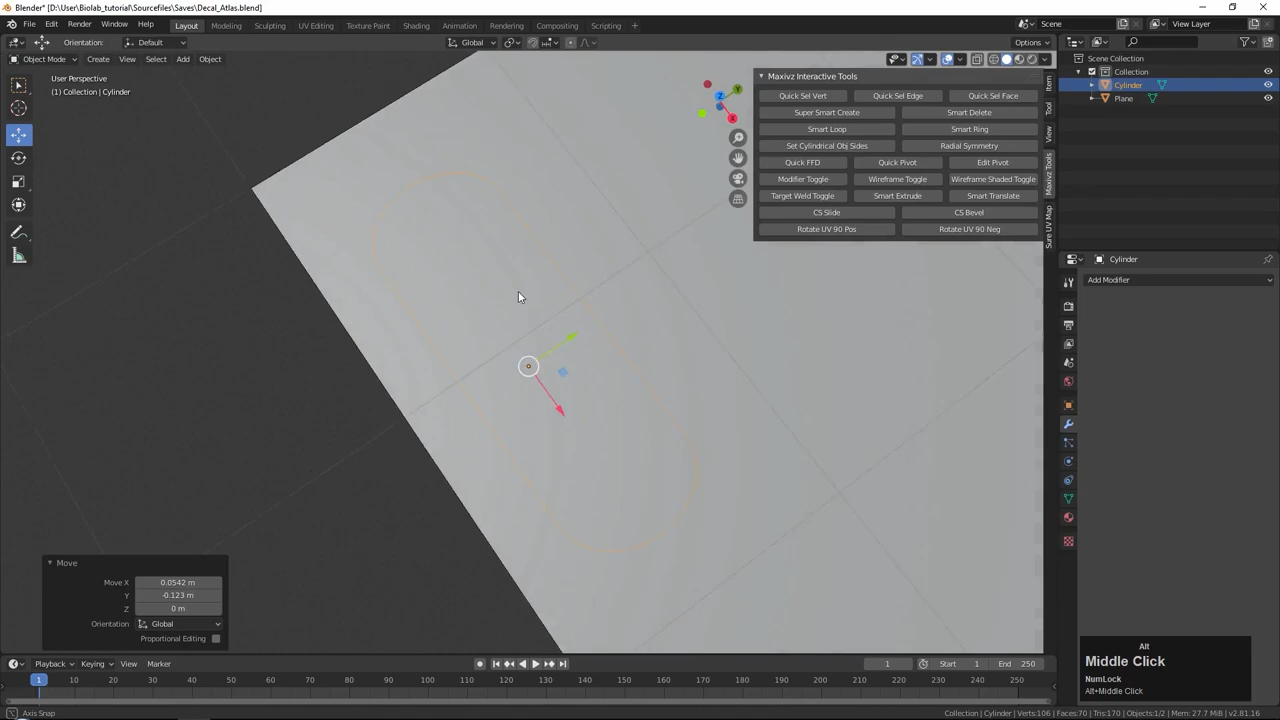 Blender* [D:\User\Biolab_tutorial\Sourcefiles\Saves\Decal_Atlas.blend]
File Edit Render Window Help Layout Modeling Sculpting UV Editing Texture Paint Shading Animation Rendering Compositing Scripting + Scene View Layer
Orientation: Default Global Options
Object Mode View Select Add Object Create
User Perspective
(1) Collection | Cylinder
Maxivz Interactive Tools
Quick Sel Vert Quick Sel Edge Quick Sel Face
Super Smart Create Smart Delete
Smart Loop Smart Ring
Set Cylindrical Obj Sides Radial Symmetry
Quick FFD Quick Pivot Edit Pivot
Modifier Toggle Wireframe Toggle Wireframe Shaded Toggle
Target Weld Toggle Smart Extrude Smart Translate
CS Slide CS Bevel
Rotate UV 90 Pos Rotate UV 90 Neg
Item
Tool
View
Maxivz Tools
Sure UV Map
Z
Y
X
Scene Collection
Collection
Cylinder
Plane
Cylinder
Add Modifier
Move
Move X 0.0542 m
Y -0.123 m
Z 0 m
Orientation Global
Proportional Editing
Alt
Middle Click
NumLock
Alt+Middle Click
Playback Keying View Marker 1 Start 1 End 250
1 10 20 30 40 50 60 70 80 90 100 110 120 130 140 150 160 170 180 190 200 210 220 230 240 250
Axis Snap Collection | Cylinder | Verts:106 | Faces:70 | Tris:170 | Objects:1/2 | Mem: 27.7 MiB | v2.81.16